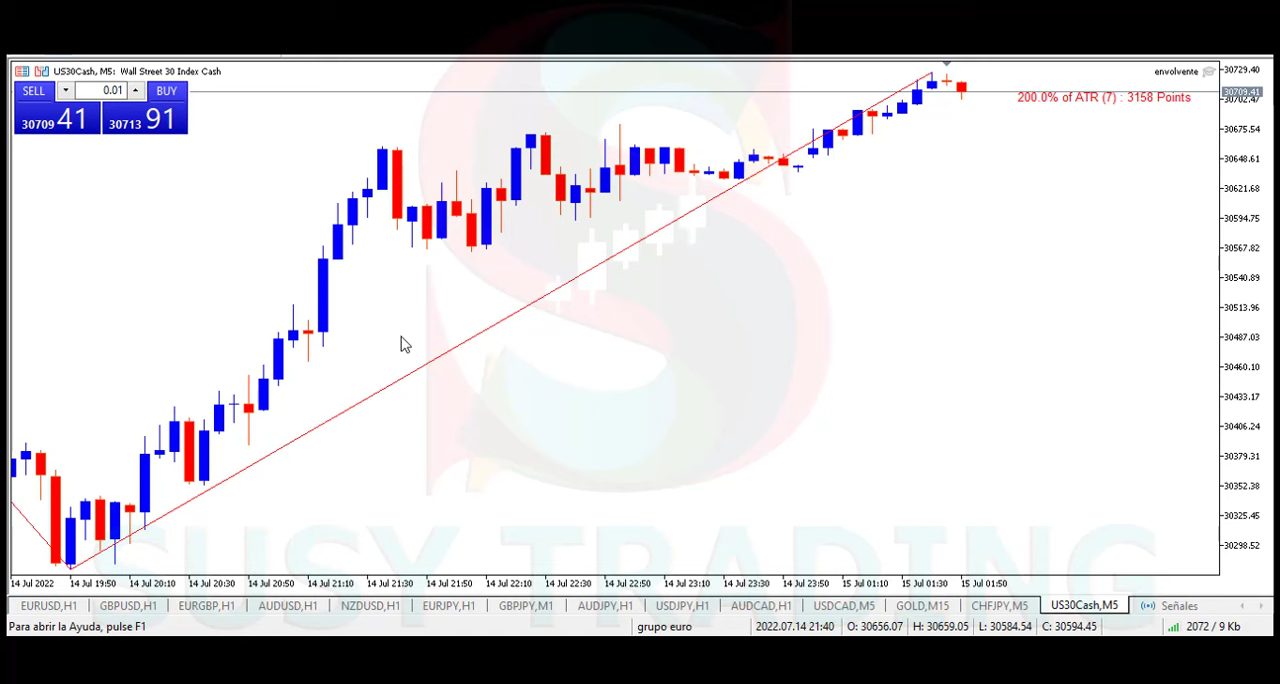 US30Cash, M5: Wall Street 30 Index Cash
envolvente
SELL 0.01 BUY
30709 41 30713 91
200.0% of ATR (7) : 3158 Points
30729.40
30709.41
30702.47
30675.54
30648.61
30621.68
30594.75
30567.82
30540.89
30513.96
30487.03
30460.10
30433.17
30406.24
30379.31
30352.38
30325.45
30298.52
SUSY TRADING
14 Jul 2022 14 Jul 19:50 14 Jul 20:10 14 Jul 20:30 14 Jul 20:50 14 Jul 21:10 14 Jul 21:30 14 Jul 21:50 14 Jul 22:10 14 Jul 22:30 14 Jul 22:50 14 Jul 23:10 14 Jul 23:30 14 Jul 23:50 15 Jul 01:10 15 Jul 01:30 15 Jul 01:50
EURUSD,H1 GBPUSD,H1 EURGBP,H1 AUDUSD,H1 NZDUSD,H1 EURJPY,H1 GBPJPY,M1 AUDJPY,H1 USDJPY,H1 AUDCAD,H1 USDCAD,M5 GOLD,M15 CHFJPY,M5 US30Cash,M5 Señales
Para abrir la Ayuda, pulse F1 grupo euro 2022.07.14 21:40 O: 30656.07 H: 30659.05 L: 30584.54 C: 30594.45 2072 / 9 Kb